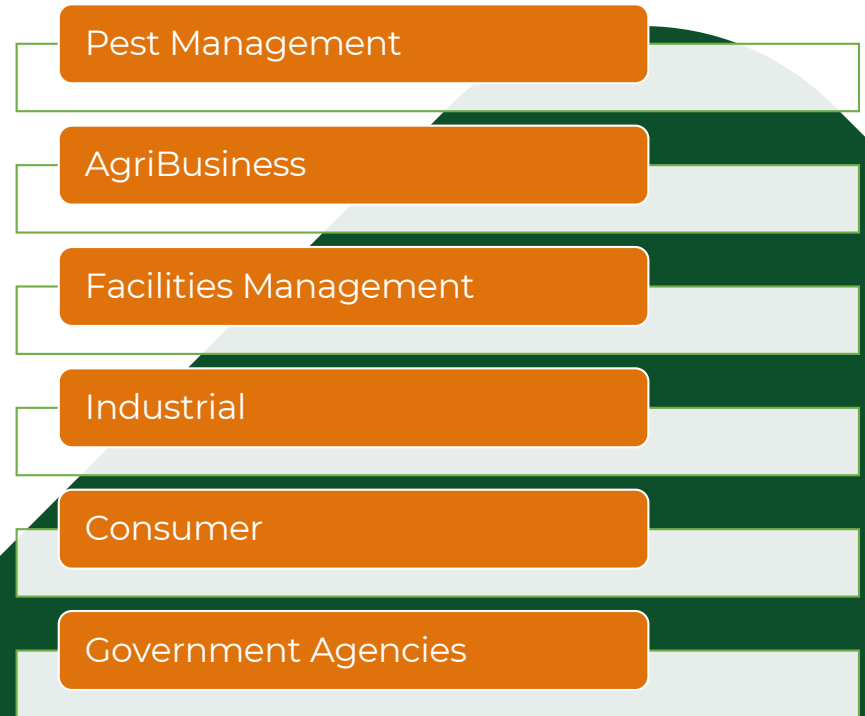 Pest Management
AgriBusiness
Facilities Management
Industrial
Consumer
Government Agencies